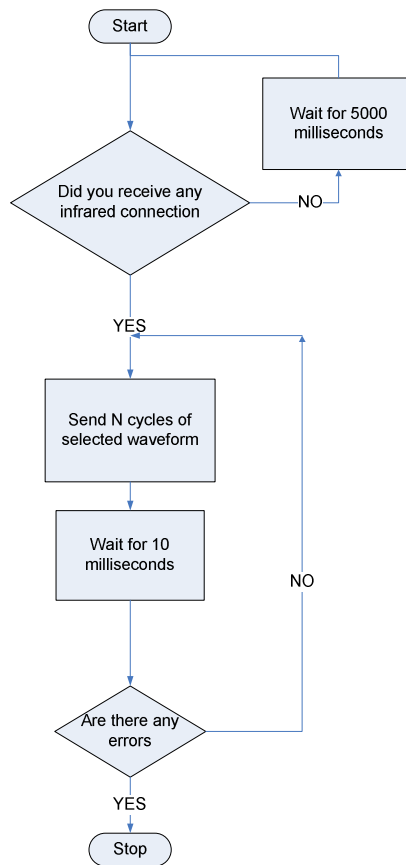 Start
Wait for 5000
milliseconds
Did you receive any
infrared connection
NO
YES
Send N cycles of
selected waveform
Wait for 10
milliseconds
NO
Are there any
errors
YES
Stop